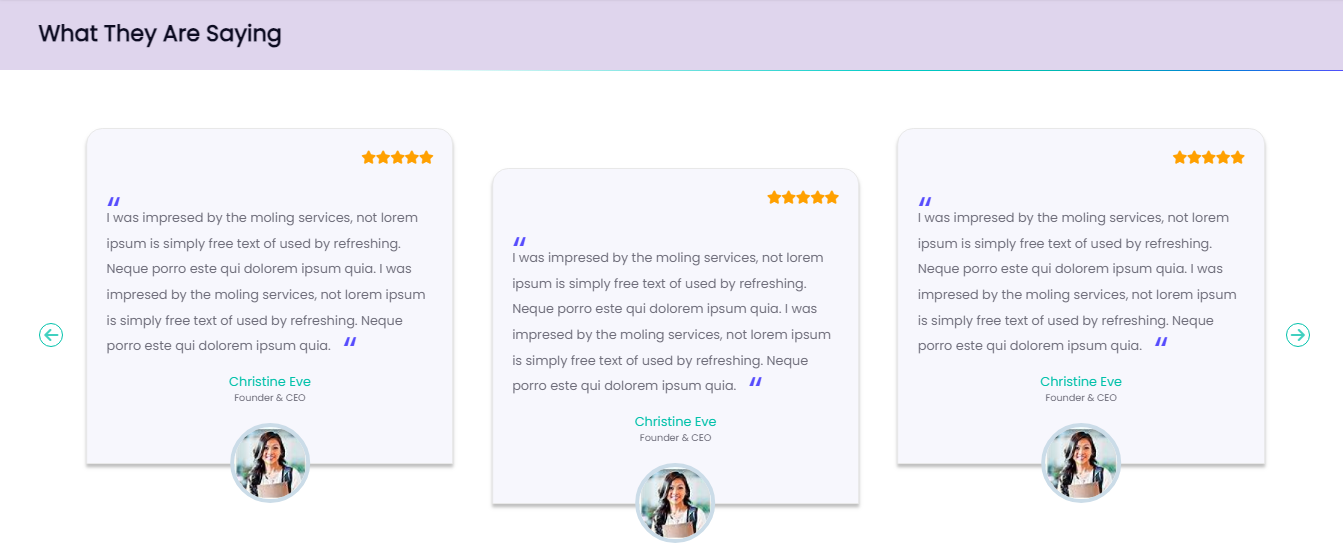 What They Are Saying
“
I was impresed by the moling services, not lorem
ipsum is simply free text of used by refreshing.
Neque porro este qui dolorem ipsum quia. I was
impresed by the moling services, not lorem ipsum
is simply free text of used by refreshing. Neque
porro este qui dolorem ipsum quia. “
Christine Eve
Founder & CEO
“
I was impresed by the moling services, not lorem
ipsum is simply free text of used by refreshing.
Neque porro este qui dolorem ipsum quia. I was
impresed by the moling services, not lorem ipsum
is simply free text of used by refreshing. Neque
porro este qui dolorem ipsum quia. “
Christine Eve
Founder & CEO
“
I was impresed by the moling services, not lorem
ipsum is simply free text of used by refreshing.
Neque porro este qui dolorem ipsum quia. I was
impresed by the moling services, not lorem ipsum
is simply free text of used by refreshing. Neque
porro este qui dolorem ipsum quia. “
Christine Eve
Founder & CEO